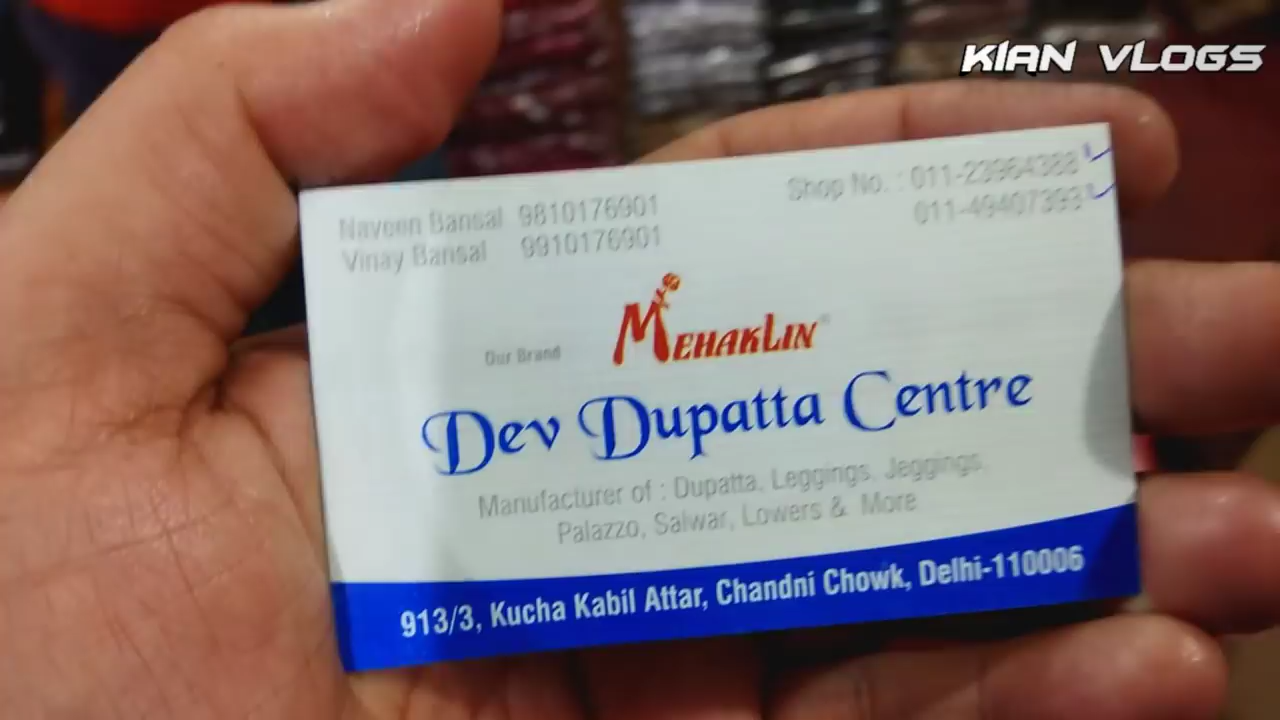 KIAN VLOGS
Naveen Bansal 9810176901
Vinay Bansal 9910176901
Shop No. : 011-23964388
011-49407393
Our Brand
MEHAKLIN®
Dev Dupatta Centre
Manufacturer of : Dupatta, Leggings, Jeggings,
Palazzo, Salwar, Lowers & More
913/3, Kucha Kabil Attar, Chandni Chowk, Delhi-110006